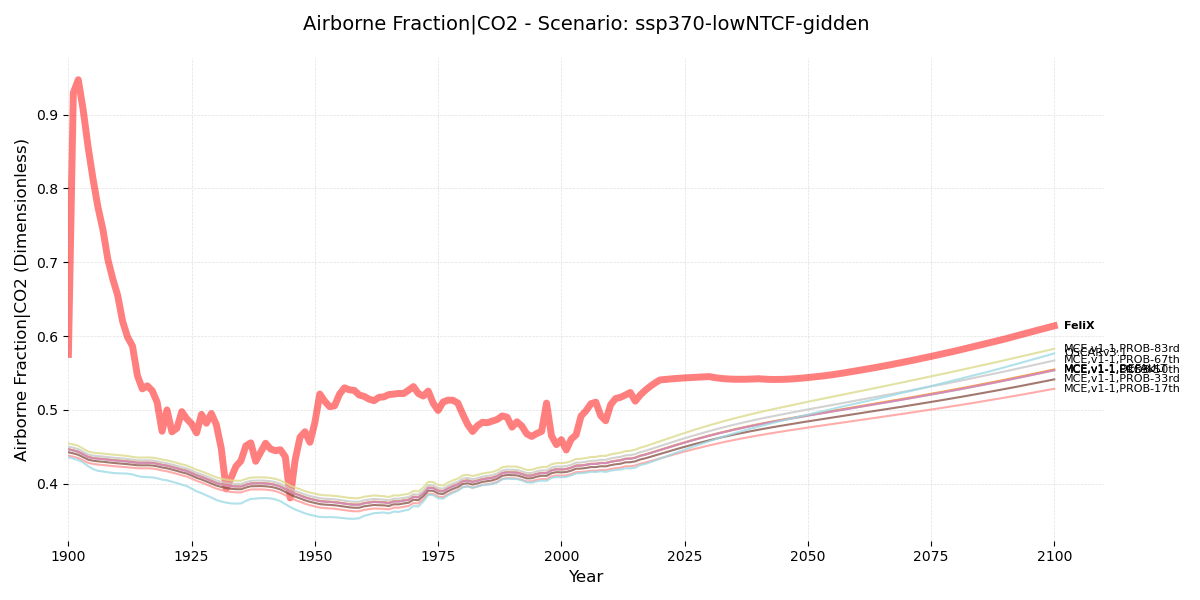 Airborne Fraction|CO2 - Scenario: ssp370-lowNTCF-gidden
Airborne Fraction|CO2 (Dimensionless)
0.9
0.8
0.7
0.6
0.5
0.4
FeliX
MCE,v1-1,PROB-83rd
MCE,v1-1,PROB-67th
MCE,v1-1,PROB-33rd
MCE,v1-1,PROB-17th
1900 1925 1950 1975 2000 2025 2050 2075 2100
Year